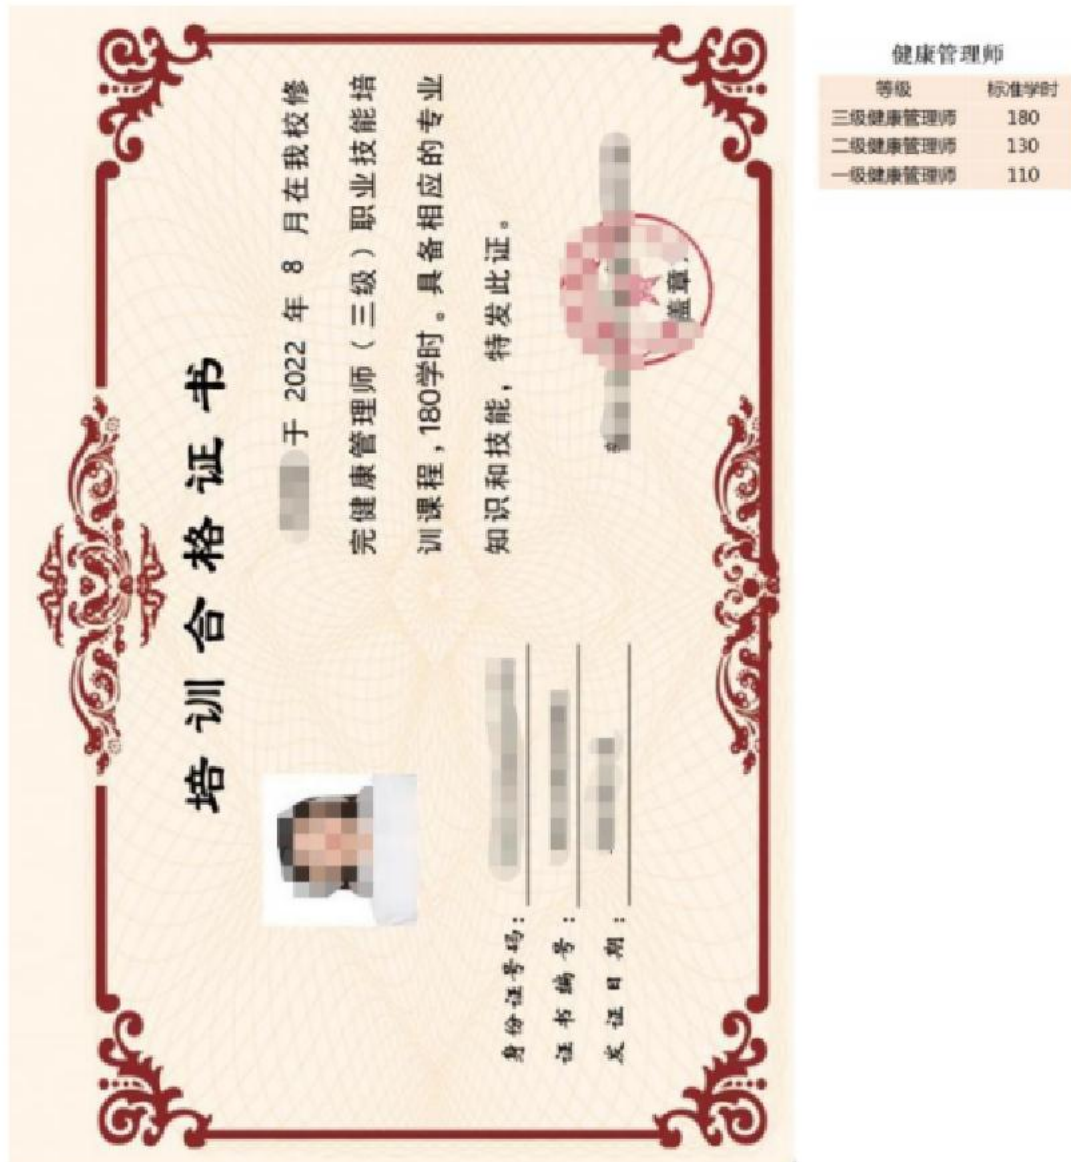 培训合格证书
于 2022 年 8 月在我校修
完健康管理师（三级）职业技能培
训课程，180学时。具备相应的专业
知识和技能，特发此证。
盖章
身份证号码：
证书编号：
发证日期：
健康管理师
等级 标准学时
三级健康管理师 180
二级健康管理师 130
一级健康管理师 110